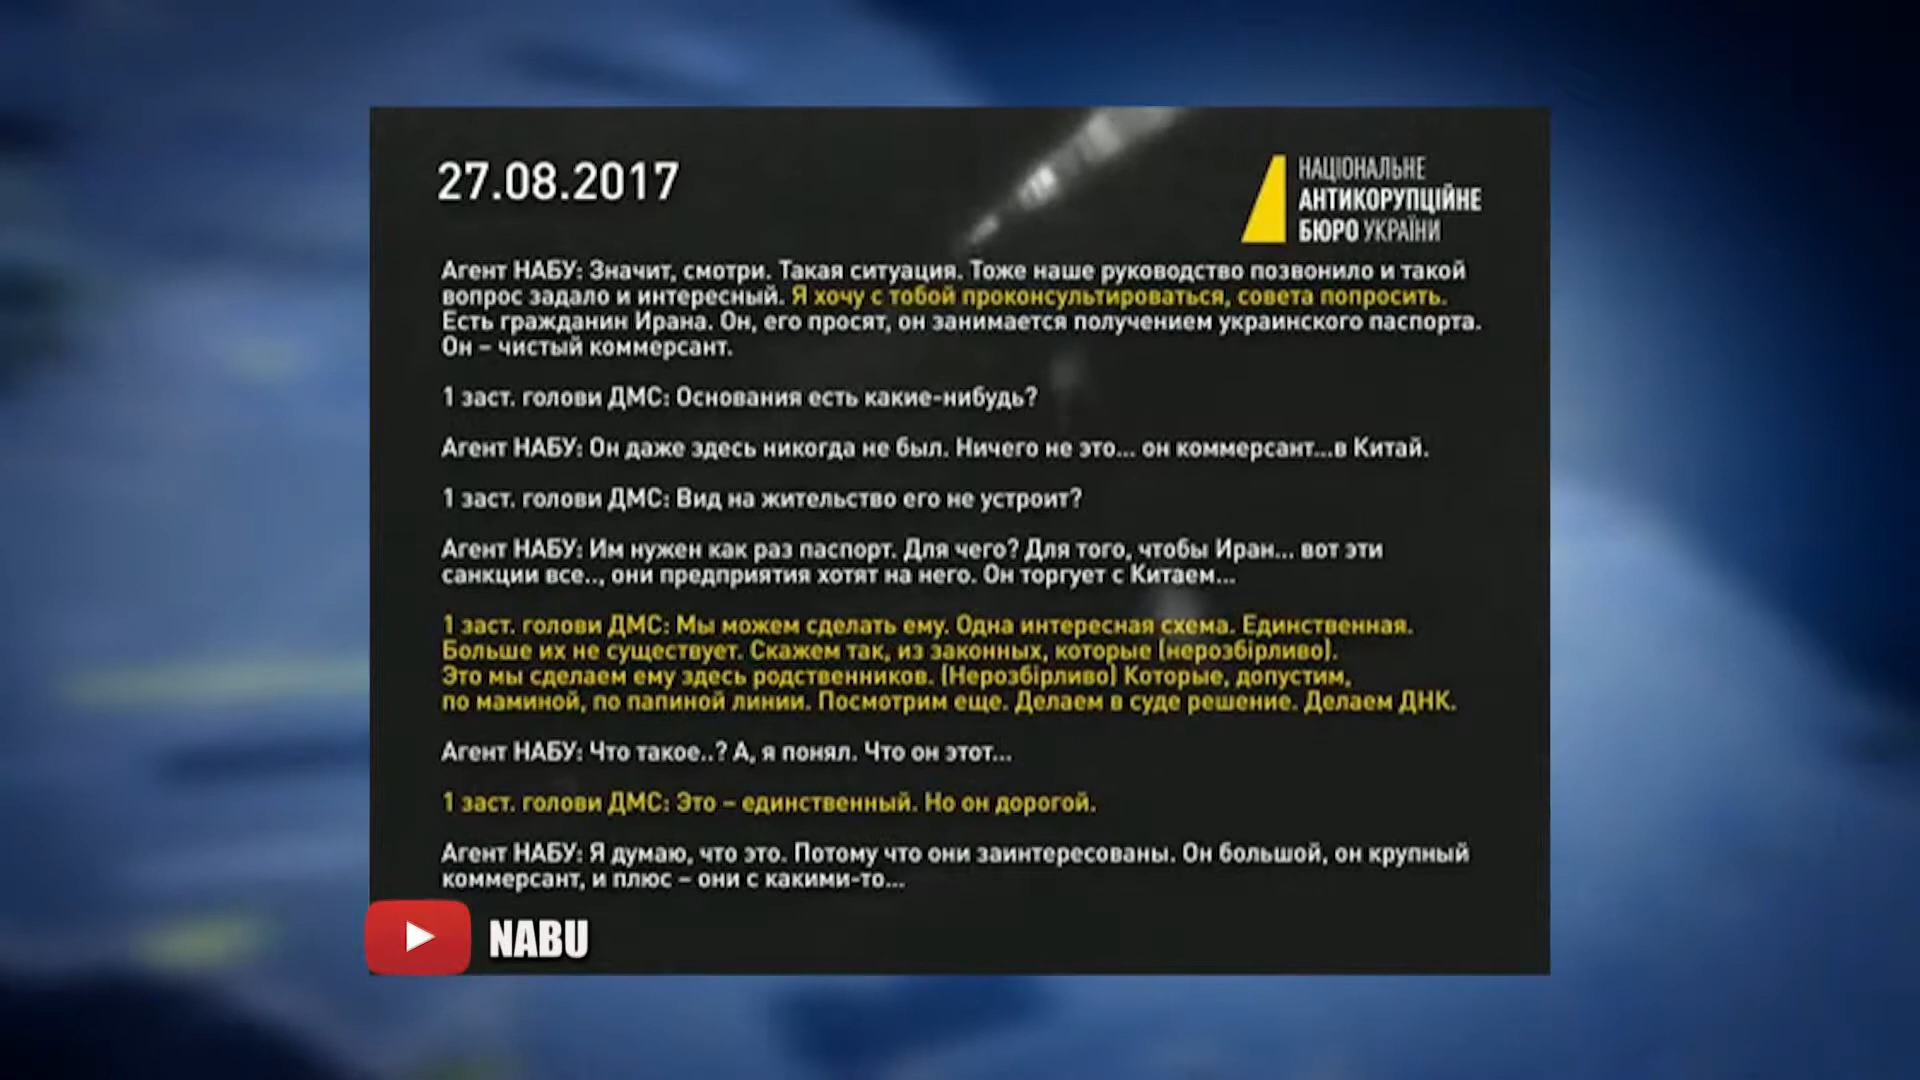 27.08.2017
НАЦІОНАЛЬНЕ
АНТИКОРУПЦІЙНЕ
БЮРО УКРАЇНИ
Агент НАБУ: Значит, смотри. Такая ситуация. Тоже наше руководство позвонило и такой
вопрос задало и интересный. Я хочу с тобой проконсультироваться, совета попросить.
Есть гражданин Ирана. Он, его просят, он занимается получением украинского паспорта.
Он – чистый коммерсант.
1 заст. голови ДМС: Основания есть какие-нибудь?
Агент НАБУ: Он даже здесь никогда не был. Ничего не это... он коммерсант...в Китай.
1 заст. голови ДМС: Вид на жительство его не устроит?
Агент НАБУ: Им нужен как раз паспорт. Для чего? Для того, чтобы Иран... вот эти
санкции все.., они предприятия хотят на него. Он торгует с Китаем...
1 заст. голови ДМС: Мы можем сделать ему. Одна интересная схема. Единственная.
Больше их не существует. Скажем так, из законных, которые (нерозбірливо).
Это мы сделаем ему здесь родственников. (Нерозбірливо) Которые, допустим,
по маминой, по папиной линии. Посмотрим еще. Делаем в суде решение. Делаем ДНК.
Агент НАБУ: Что такое..? А, я понял. Что он этот...
1 заст. голови ДМС: Это – единственный. Но он дорогой.
Агент НАБУ: Я думаю, что это. Потому что они заинтересованы. Он большой, он крупный
коммерсант, и плюс – они с какими-то...
NABU